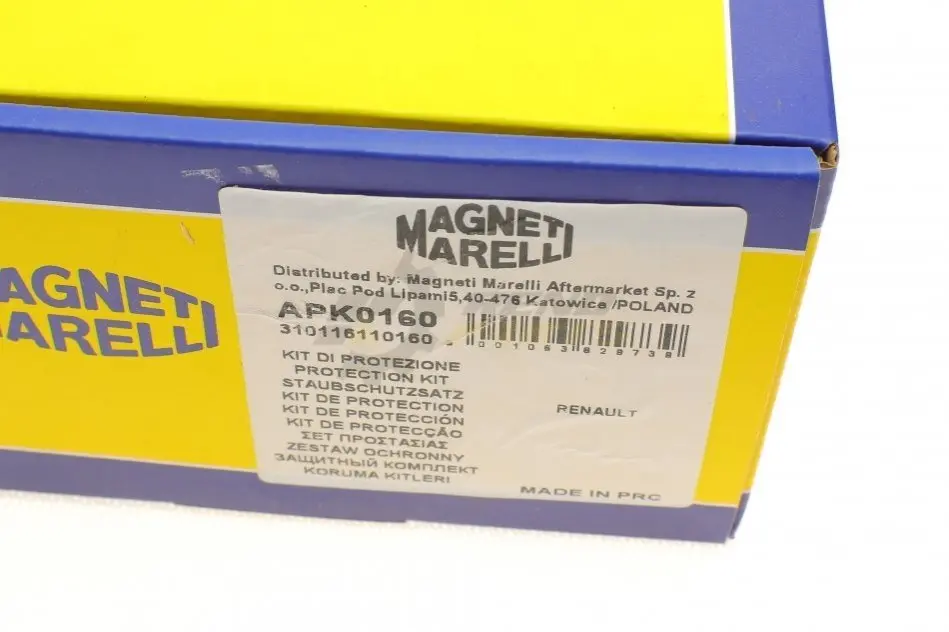 MAGNETI
MARELLI
MAGNETI
MARELLI
Distributed by: Magneti Marelli Aftermarket Sp. z
o.o.,Plac Pod Lipami5,40-476 Katowice /POLAND
APK0160
310116110160
KIT DI PROTEZIONE
PROTECTION KIT
STAUBSCHUTZSATZ
KIT DE PROTECTION
KIT DE PROTECCIÓN
KIT DE PROTECÇÃO
ΣΕΤ ΠΡΟΣΤΑΣΙΑΣ
ZESTAW OCHRONNY
ЗАЩИТНЫЙ КОМПЛЕКТ
KORUMA KITLERI
RENAULT
MADE IN PRC